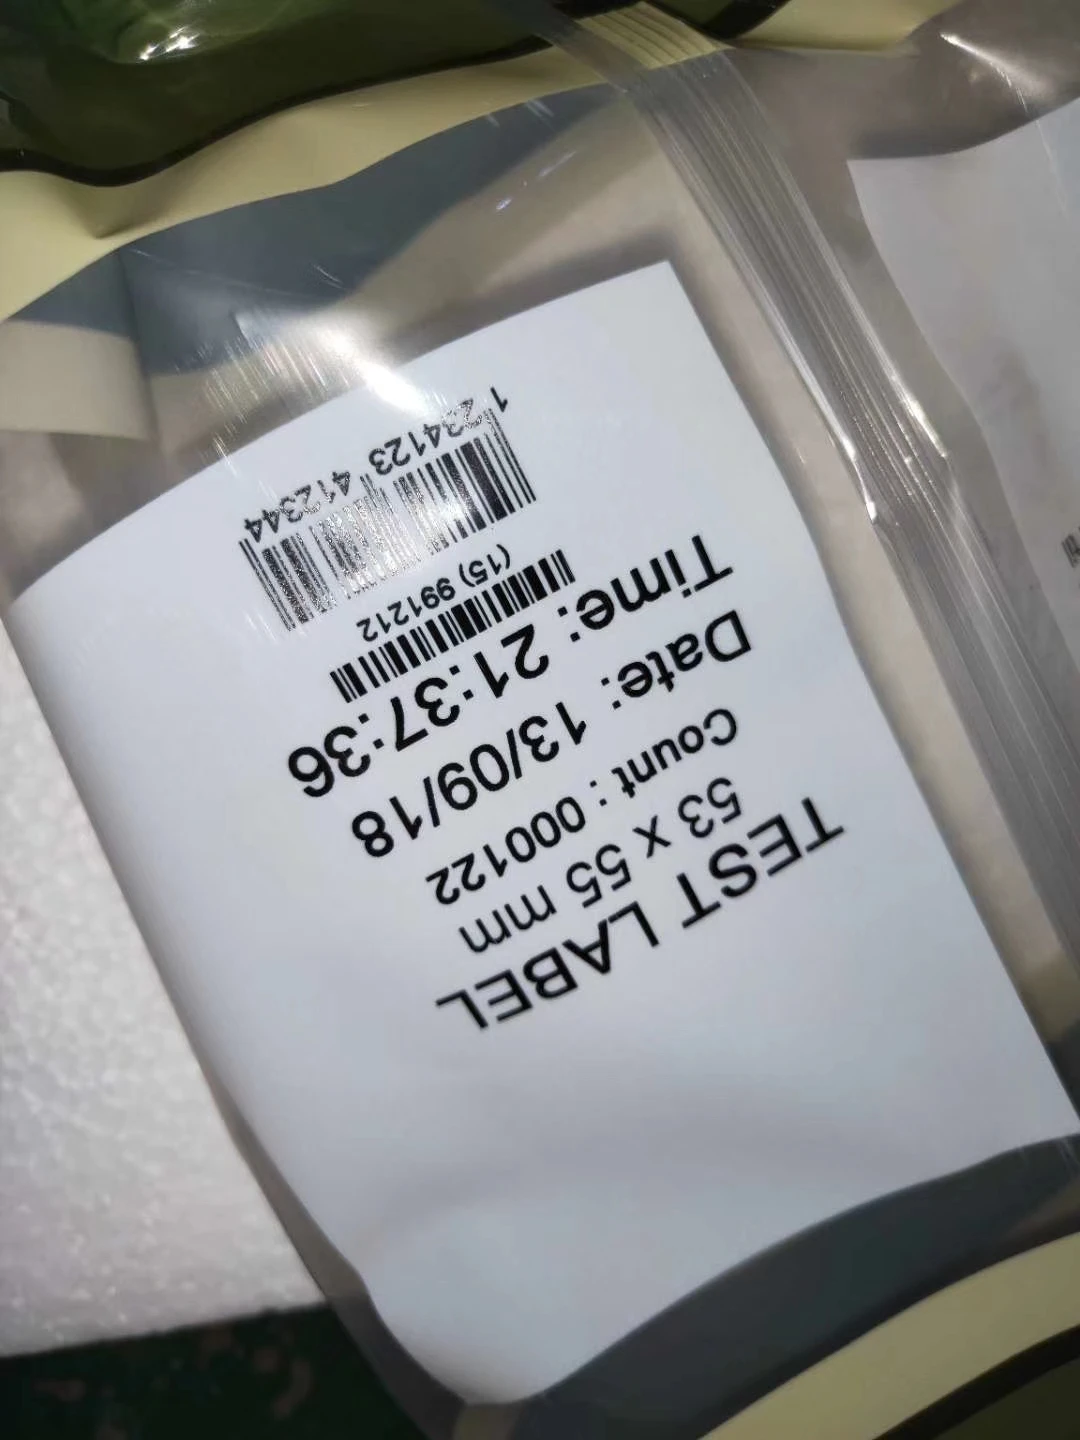 TEST LABEL
53 x 55 mm
Count : 000122
Date: 13/09/18
Time: 21:37:36
(15) 991212
1 234123 412344